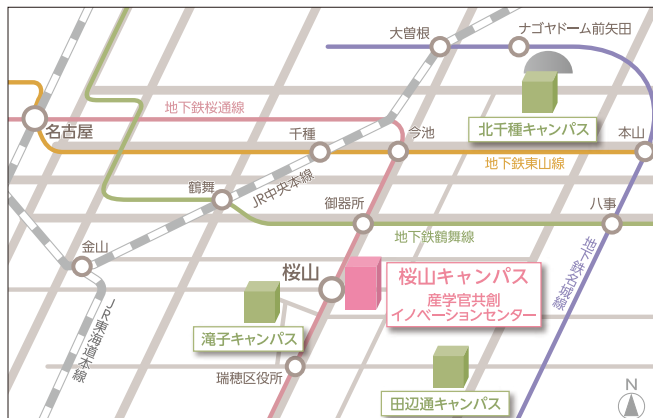 大曽根
ナゴヤドーム前矢田
地下鉄桜通線
名古屋
北千種キャンパス
千種
今池
本山
地下鉄東山線
JR中央本線
鶴舞
御器所
八事
地下鉄鶴舞線
金山
地下鉄名城線
桜山
桜山キャンパス
産学官共創
イノベーションセンター
JR東海道本線
滝子キャンパス
瑞穂区役所
田辺通キャンパス
N